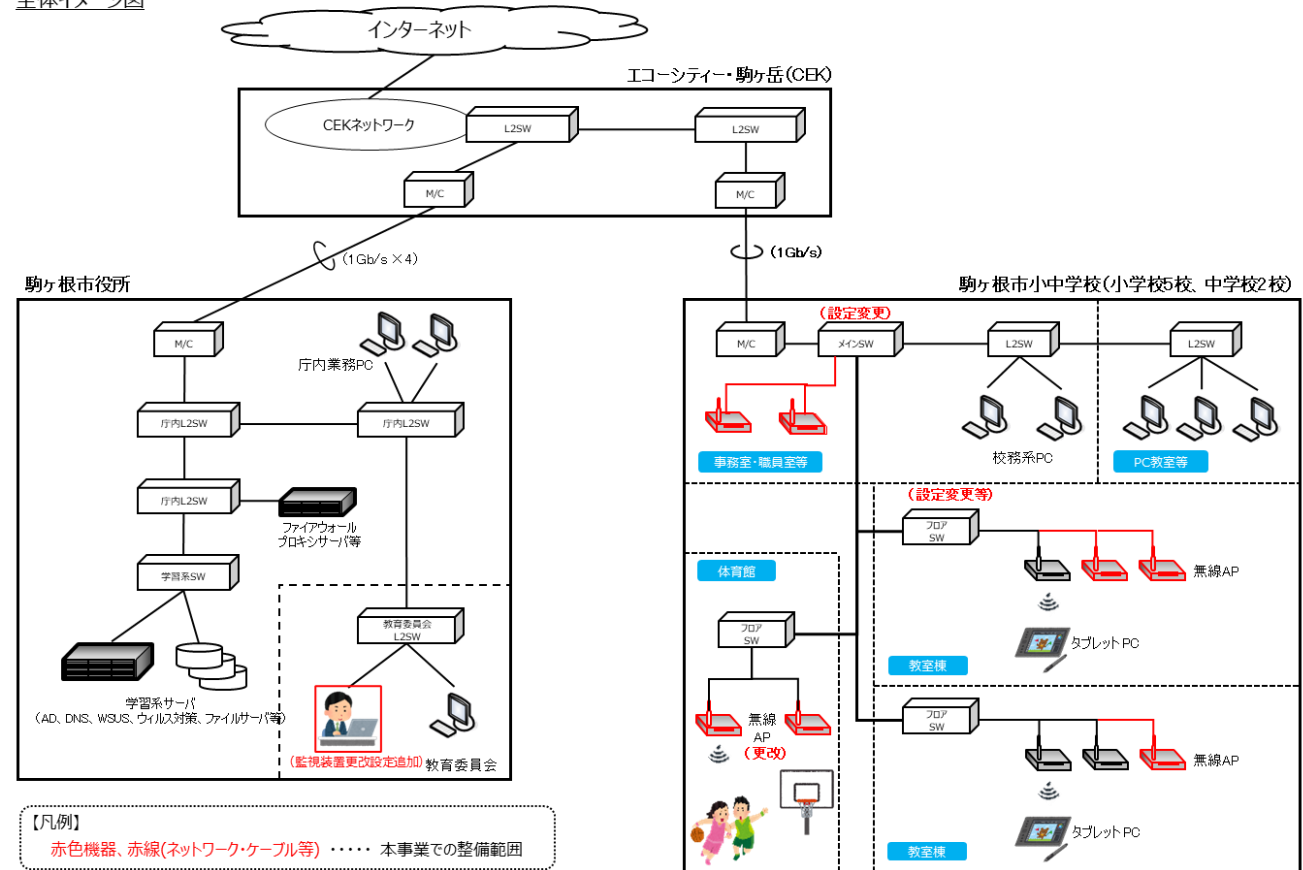 全体イメージ図
インターネット
エコーシティー・駒ヶ岳(CEK)
CEKネットワーク
L2SW
L2SW
M/C
M/C
(1Gb/s×4)
(1Gb/s)
駒ヶ根市役所
M/C
庁内業務PC
庁内L2SW
庁内L2SW
庁内L2SW
ファイアウォール
プロキシサーバ等
学習系SW
教育委員会
L2SW
学習系サーバ
(AD、DNS、WSUS、ウィルス対策、ファイルサーバ等)
(監視装置更改設定追加)
教育委員会
駒ヶ根市小中学校(小学校5校、中学校2校)
(設定変更)
M/C
メインSW
L2SW
L2SW
事務室・職員室等
校務系PC
PC教室等
(設定変更等)
フロア
SW
無線AP
タブレットPC
教室棟
体育館
フロア
SW
無線
AP
(更改)
フロア
SW
無線AP
タブレットPC
教室棟
【凡例】
赤色機器、赤線(ネットワーク・ケーブル等) ・・・・・ 本事業での整備範囲